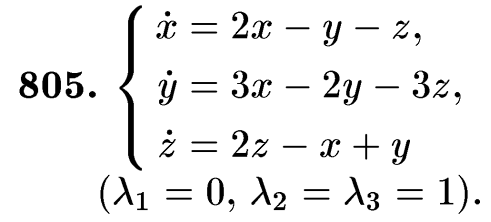 ẋ = 2x − y − z,
805. ẏ = 3x − 2y − 3z,
ż = 2z − x + y
(λ₁ = 0, λ₂ = λ₃ = 1).